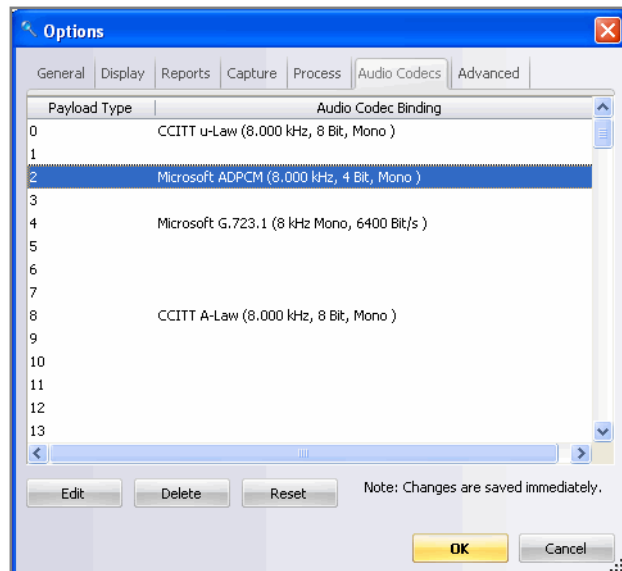 Options
General Display Reports Capture Process Audio Codecs Advanced
Payload Type Audio Codec Binding
0 CCITT u-Law (8.000 kHz, 8 Bit, Mono )
1
2 Microsoft ADPCM (8.000 kHz, 4 Bit, Mono )
3
4 Microsoft G.723.1 (8 kHz Mono, 6400 Bit/s )
5
6
7
8 CCITT A-Law (8.000 kHz, 8 Bit, Mono )
9
10
11
12
13
Edit Delete Reset Note: Changes are saved immediately.
OK Cancel